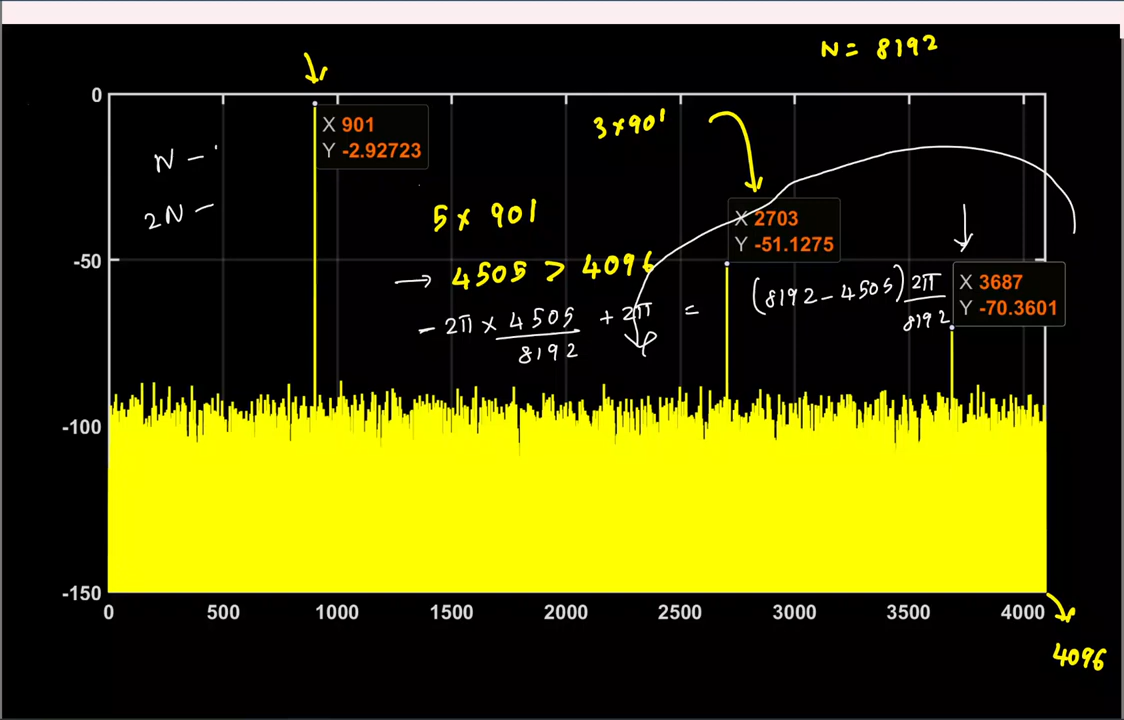 N = 8192
0
X 901
Y -2.92723
3 x 901
N -
2N -
5 x 901
X 2703
Y -51.1275
-50
→ 4505 > 4096
X 3687
Y -70.3601
- 2π x 4505/8192 + 2π = (8192 - 4505) 2π/8192
-100
-150
0 500 1000 1500 2000 2500 3000 3500 4000
4096